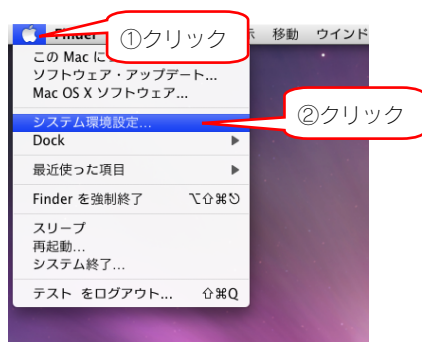 Finder
①クリック
移動 ウインド
この Mac に
ソフトウェア・アップデート...
Mac OS X ソフトウェア...
システム環境設定...
②クリック
Dock ▶
最近使った項目 ▶
Finder を強制終了 ⌥⇧⌘⎋
スリープ
再起動...
システム終了...
テスト をログアウト... ⇧⌘Q